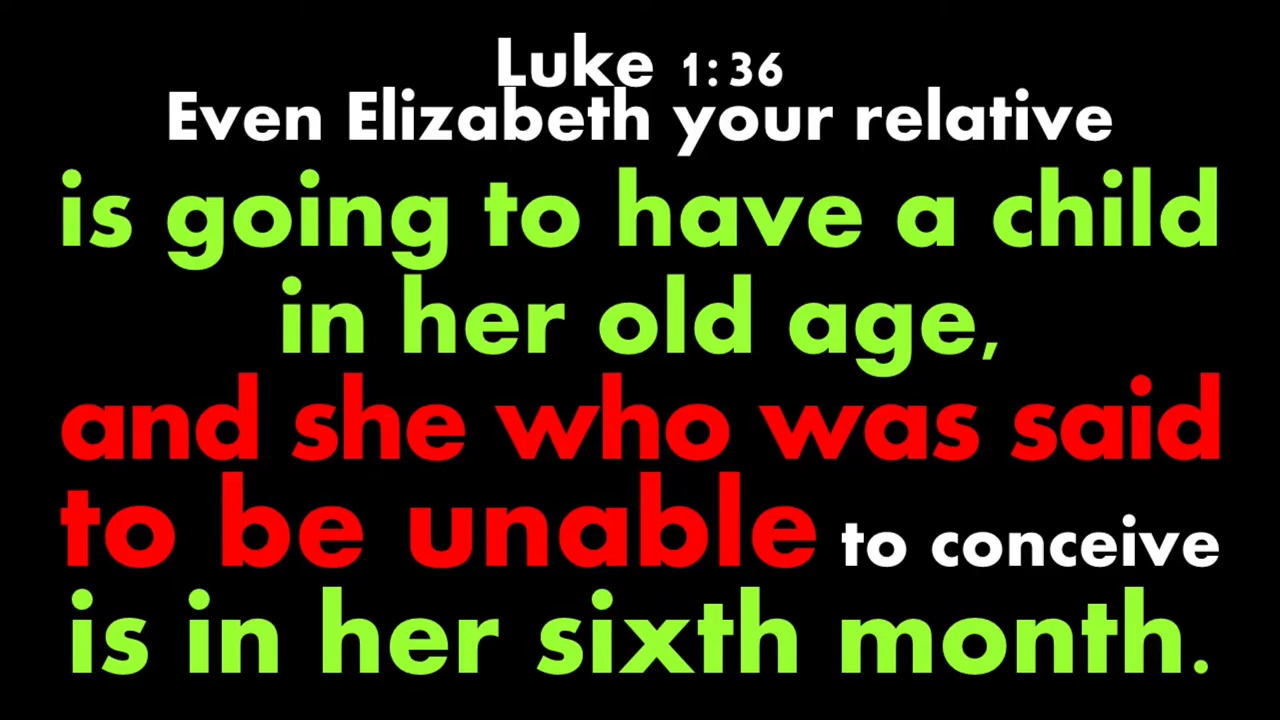 Luke 1:36
Even Elizabeth your relative
is going to have a child
in her old age,
and she who was said
to be unable to conceive
is in her sixth month.